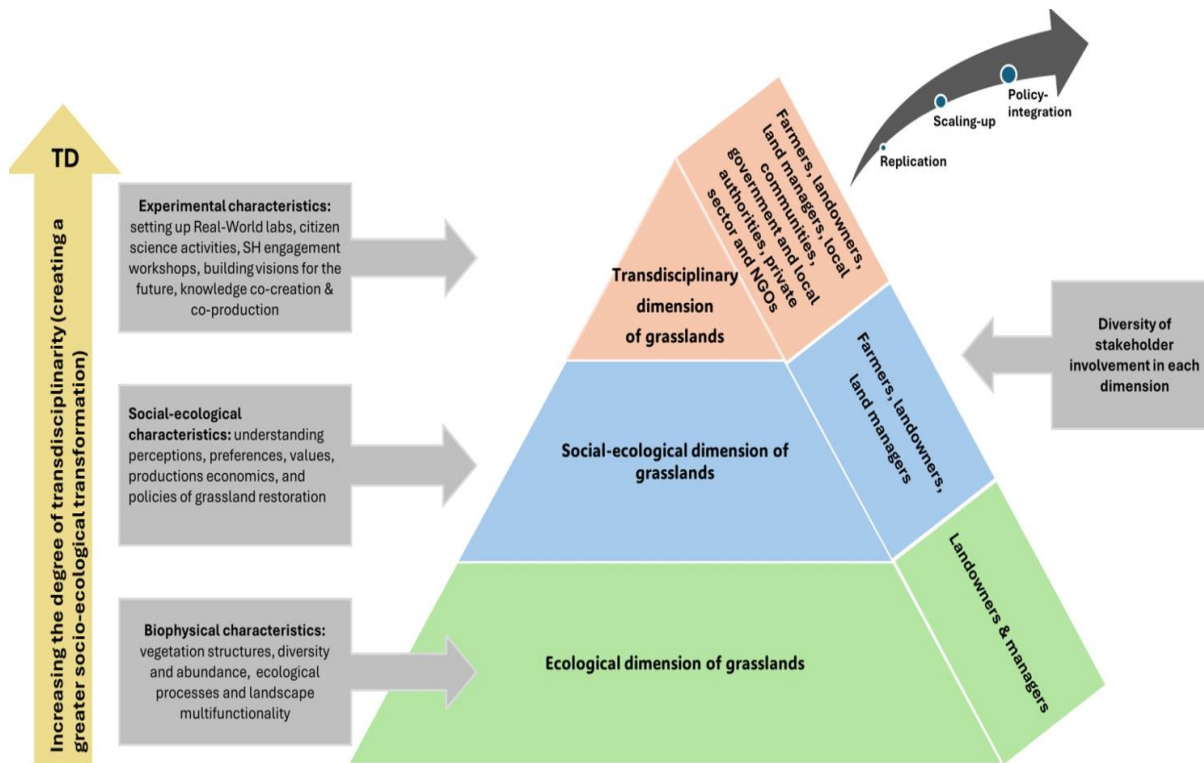 TD
Increasing the degree of transdisciplinarity (creating a
greater socio-ecological transformation)
Experimental characteristics:
setting up Real-World labs, citizen
science activities, SH engagement
workshops, building visions for the
future, knowledge co-creation &
co-production
Social-ecological
characteristics: understanding
perceptions, preferences, values,
productions economics, and
policies of grassland restoration
Biophysical characteristics:
vegetation structures, diversity
and abundance, ecological
processes and landscape
multifunctionality
Transdisciplinary
dimension
of grasslands
Social-ecological dimension of
grasslands
Ecological dimension of grasslands
Farmers, landowners,
land managers, local
communities,
government and local
authorities, private
sector and NGOs
Farmers, landowners,
land managers
Landowners & managers
Replication
Scaling-up
Policy-
integration
Diversity of
stakeholder
involvement in each
dimension